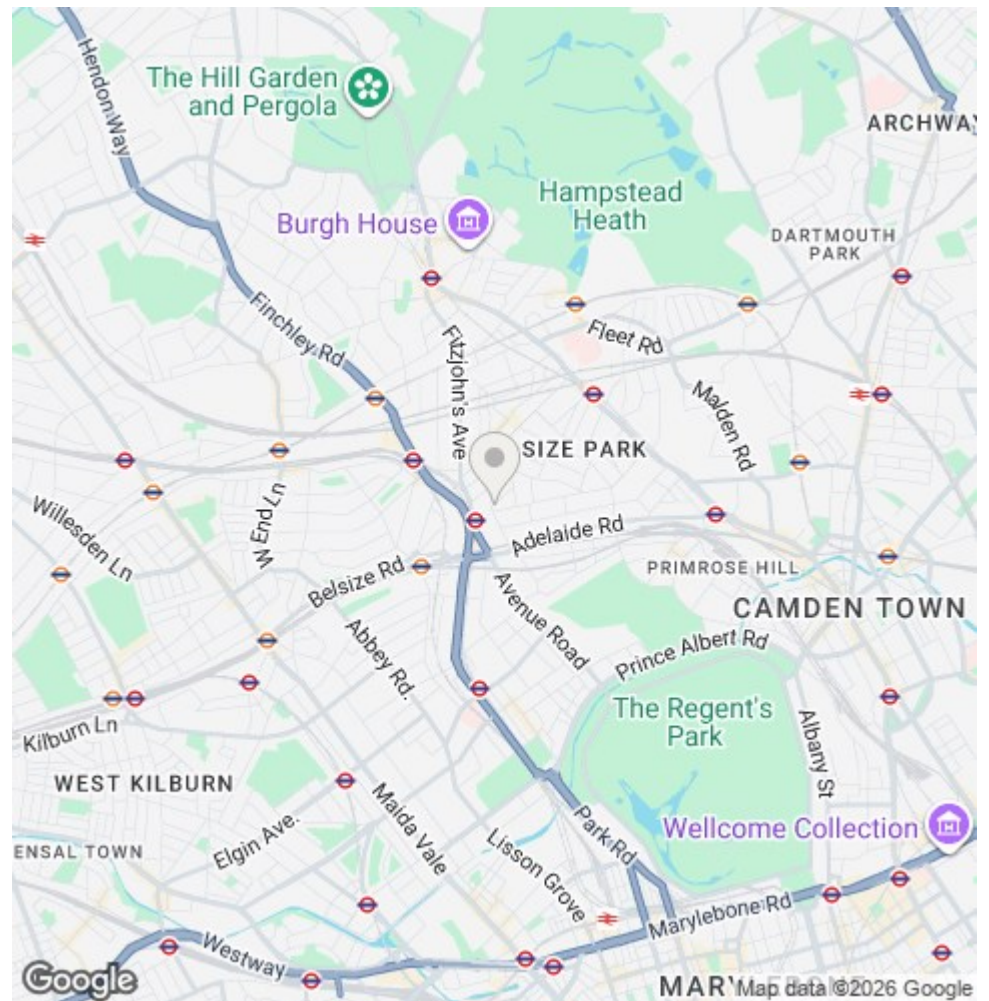 Hendon Way
The Hill Garden
and Pergola
ARCHWAY
Hampstead
Heath
Burgh House
DARTMOUTH
PARK
Finchley Rd
Fitzjohn's Ave
Fleet Rd
Malden Rd
SIZE PARK
Willesden Ln
W End Ln
Adelaide Rd
Belsize Rd
PRIMROSE HILL
Avenue Road
CAMDEN TOWN
Abbey Rd.
Prince Albert Rd
The Regent's
Park
Albany St
Kilburn Ln
WEST KILBURN
Maida Vale
Park Rd
Wellcome Collection
ENSAL TOWN
Elgin Ave.
Lisson Grove
Marylebone Rd
Westway
Google
Map data ©2026 Google